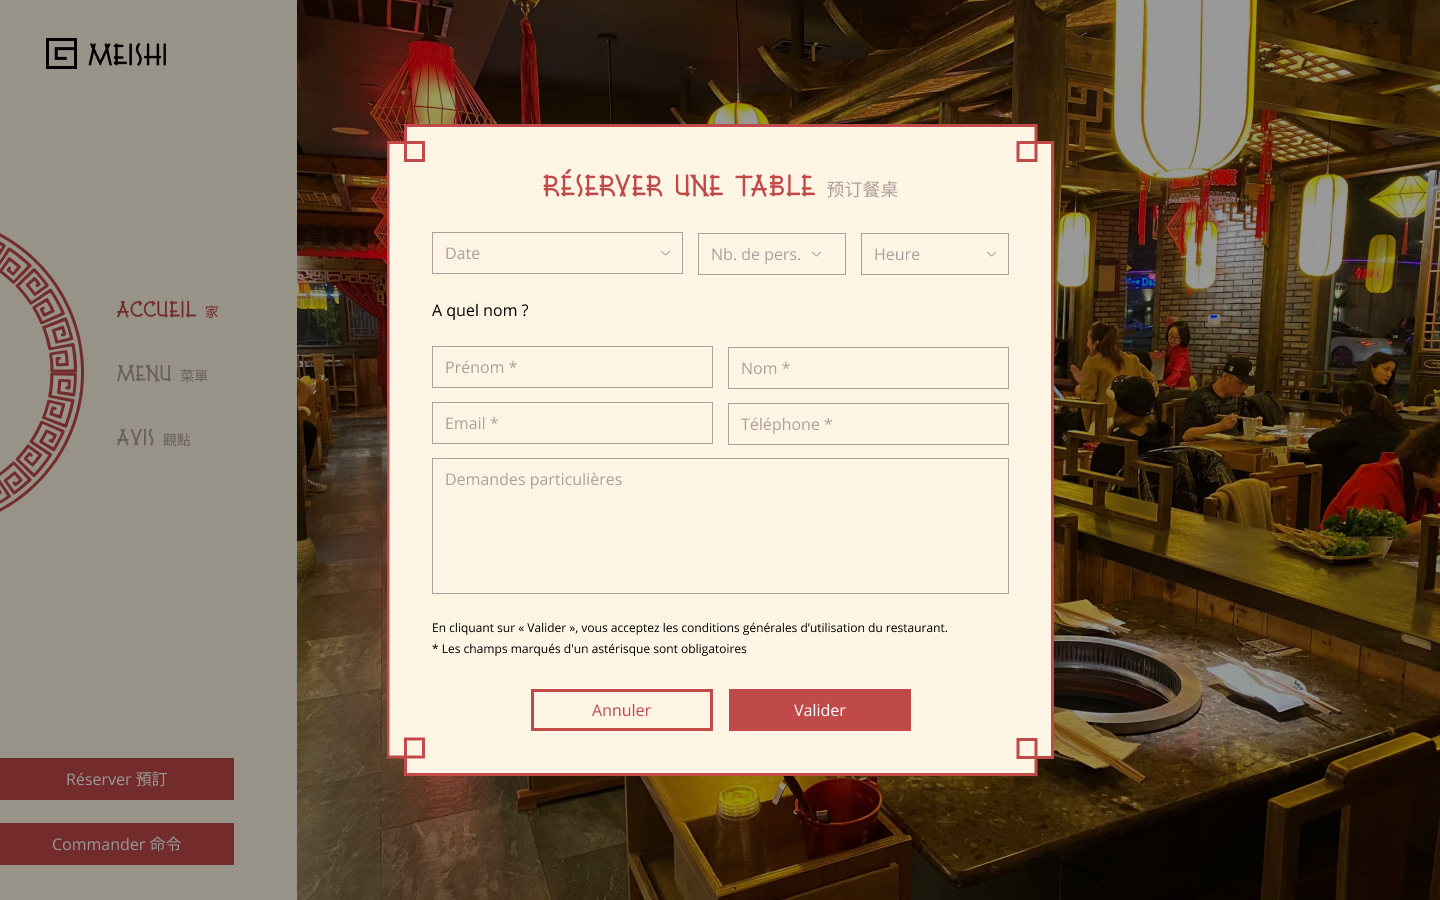 MEISHI
ACCUEIL 家
MENU 菜單
AVIS 觀點
Réserver 預訂
Commander 命令
RÉSERVER UNE TABLE 预订餐桌
Date
Nb. de pers.
Heure
A quel nom ?
Prénom *
Nom *
Email *
Téléphone *
Demandes particulières
En cliquant sur « Valider », vous acceptez les conditions générales d'utilisation du restaurant.
* Les champs marqués d'un astérisque sont obligatoires
Annuler
Valider